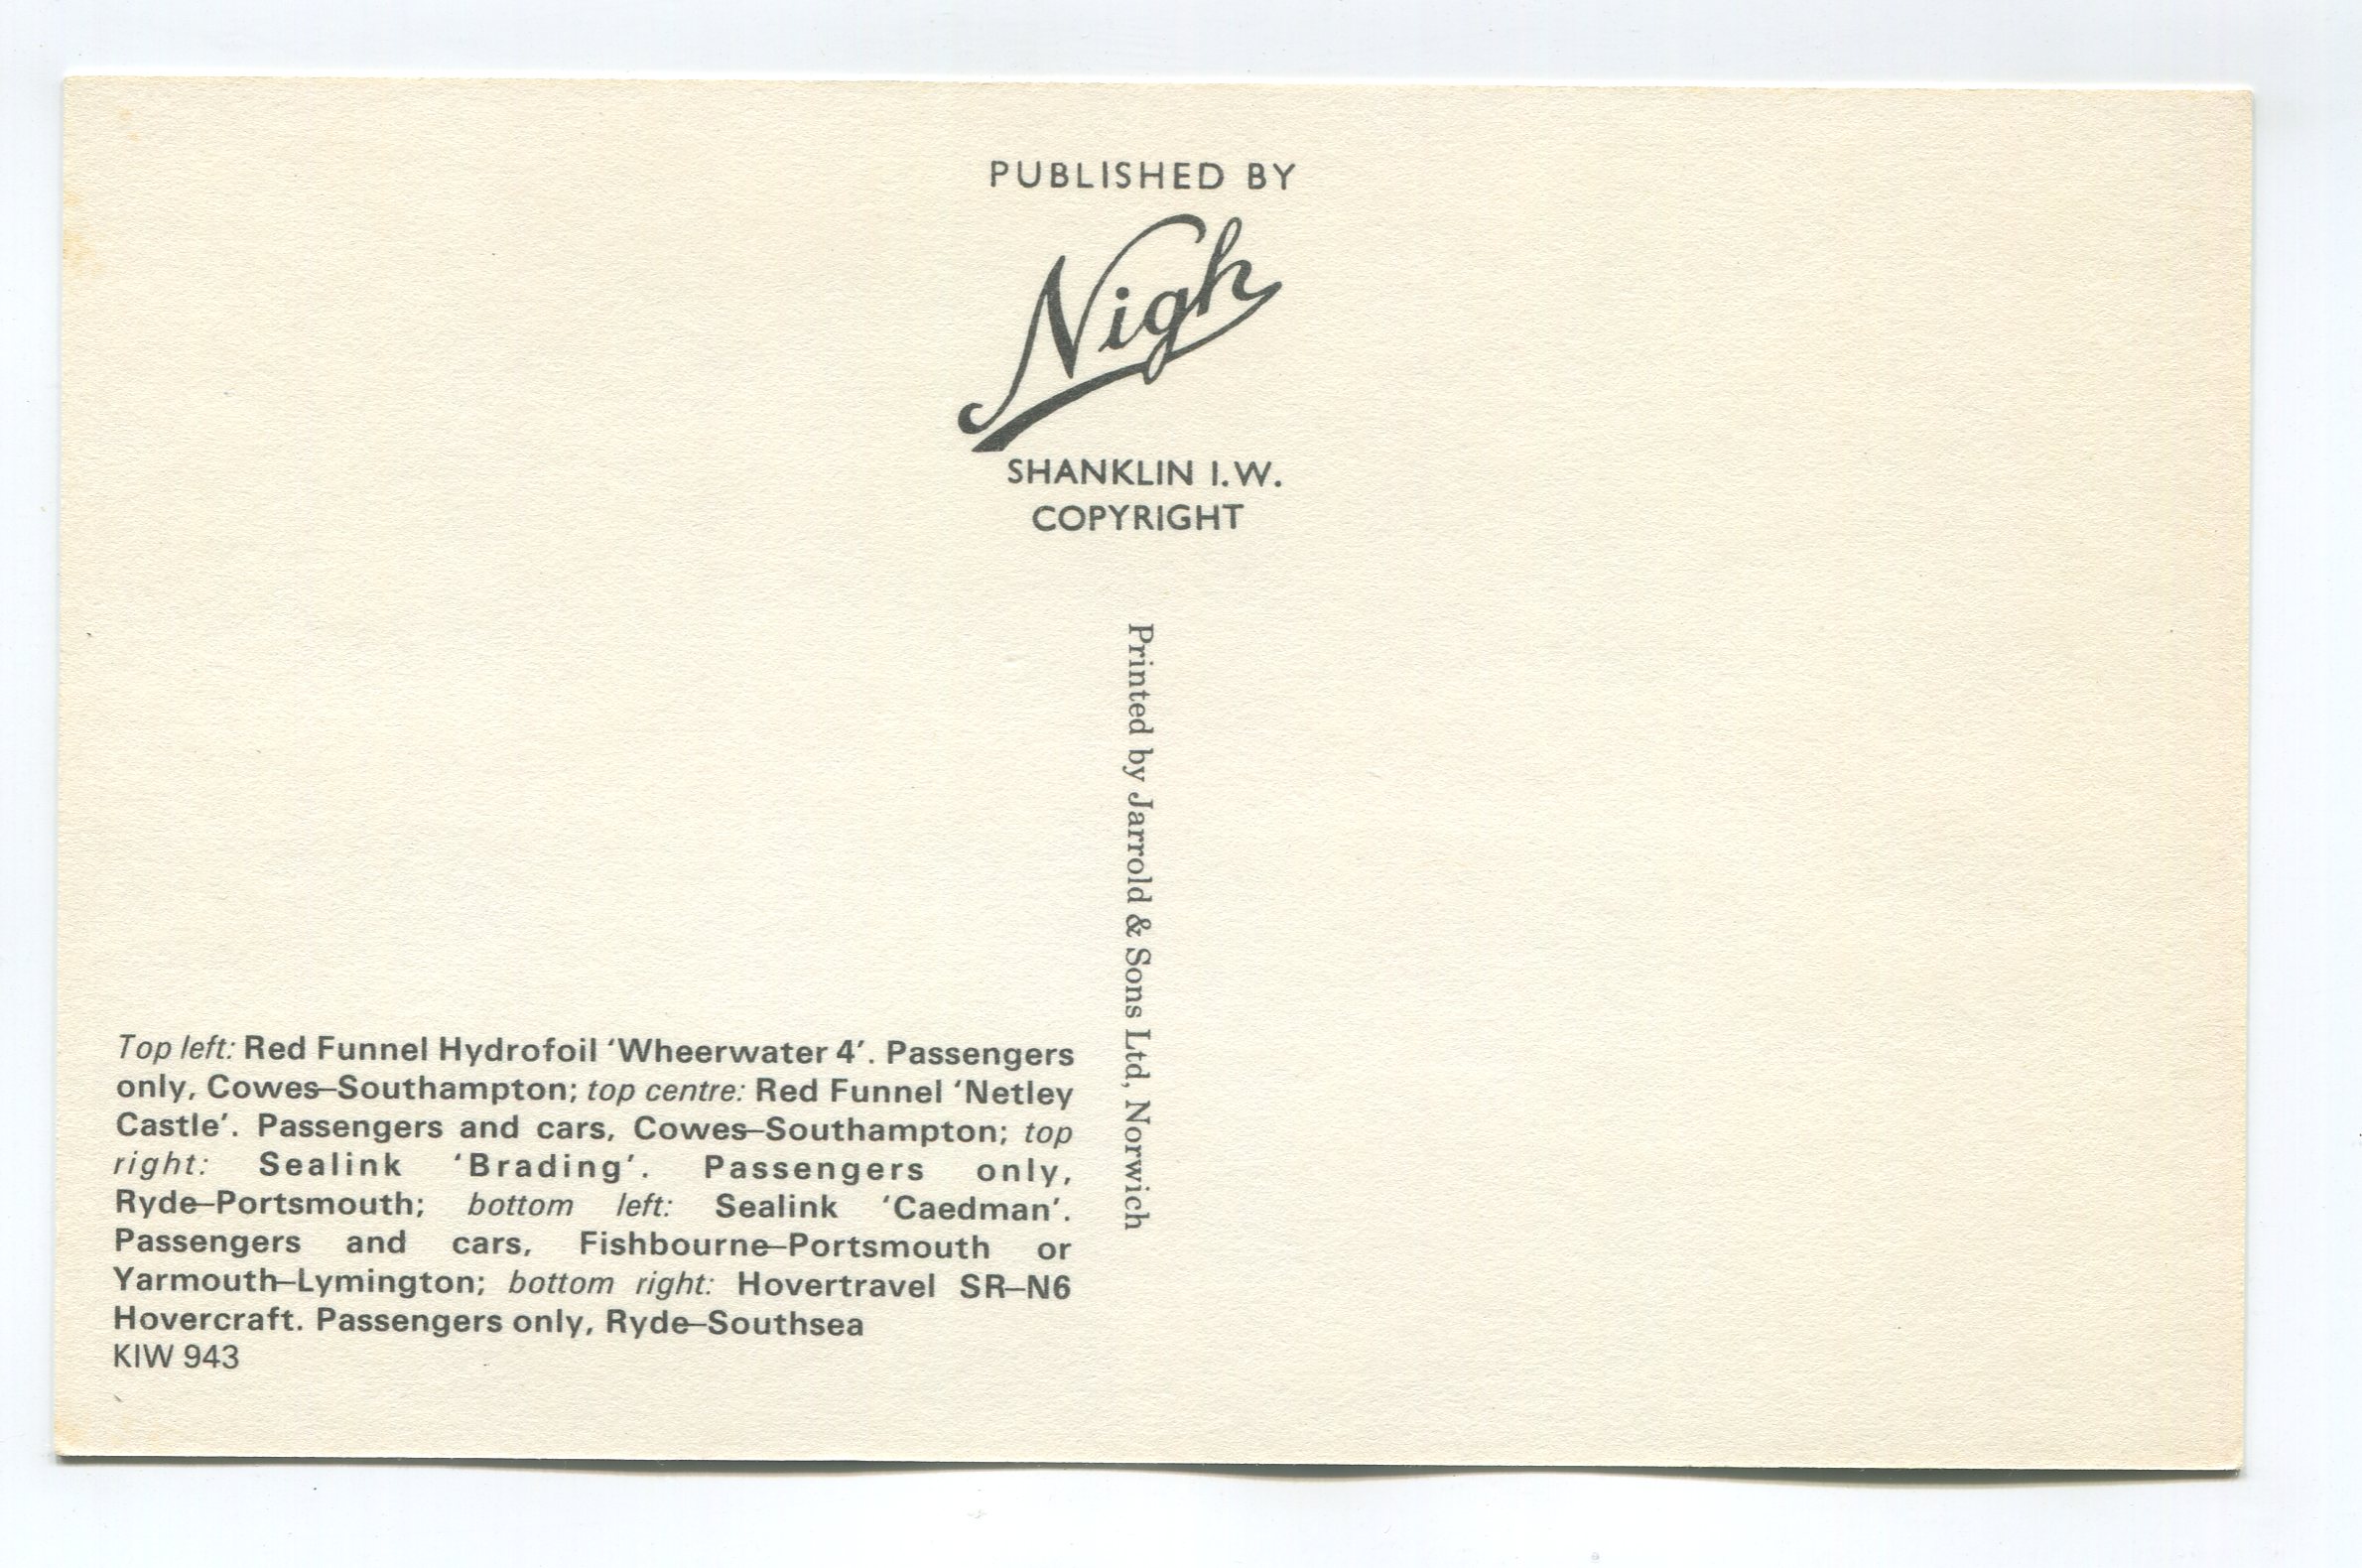 PUBLISHED BY
Nigh
SHANKLIN I.W.
COPYRIGHT
Printed by Jarrold & Sons Ltd, Norwich
Top left: Red Funnel Hydrofoil ‘Wheerwater 4’. Passengers
only, Cowes–Southampton; top centre: Red Funnel ‘Netley
Castle’. Passengers and cars, Cowes–Southampton; top
right: Sealink ‘Brading’. Passengers only,
Ryde–Portsmouth; bottom left: Sealink ‘Caedman’.
Passengers and cars, Fishbourne–Portsmouth or
Yarmouth–Lymington; bottom right: Hovertravel SR–N6
Hovercraft. Passengers only, Ryde–Southsea
KIW 943